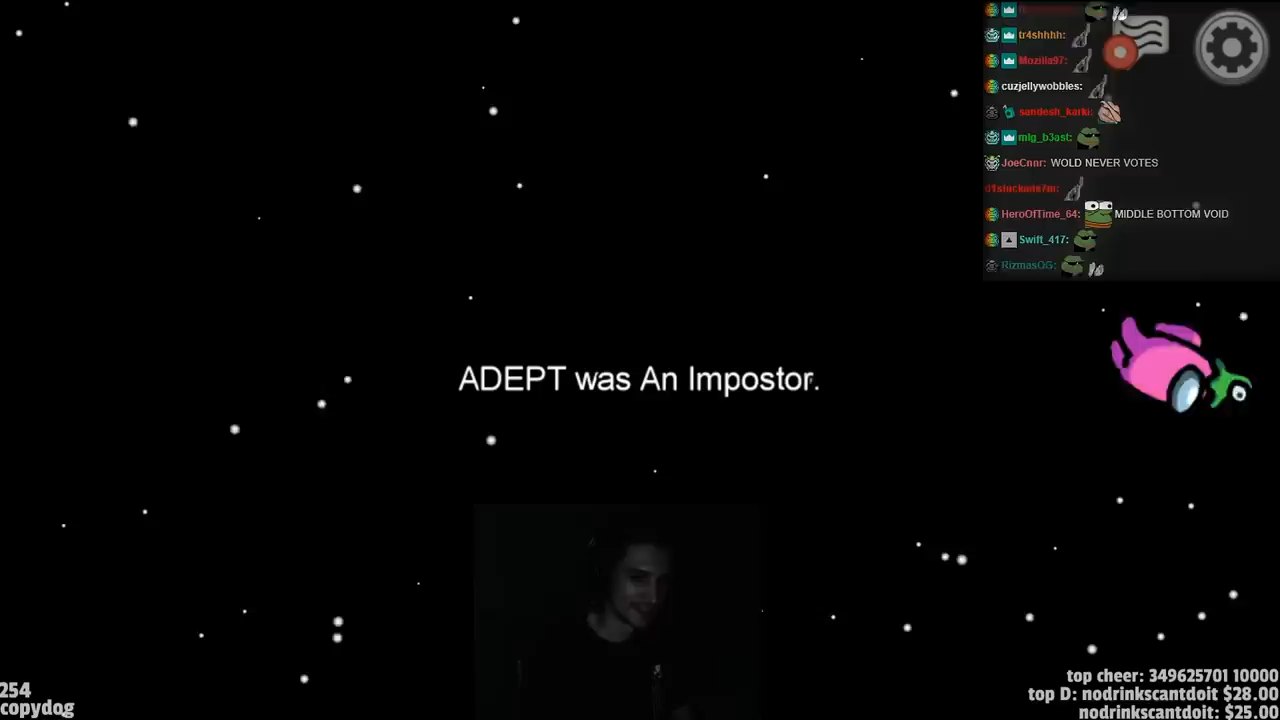 tr4shhhh:
Mozilla97:
cuzjellywobbles:
sandesh_karki:
mlg_b3ast:
JoeCnnr: WOLD NEVER VOTES
HeroOfTime_64: MIDDLE BOTTOM VOID
Swift_417:
RizmasOG:
ADEPT was An Impostor.
254
copydog
top cheer: 349625701 10000
top D: nodrinkscantdoit $28.00
nodrinkscantdoit: $25.00